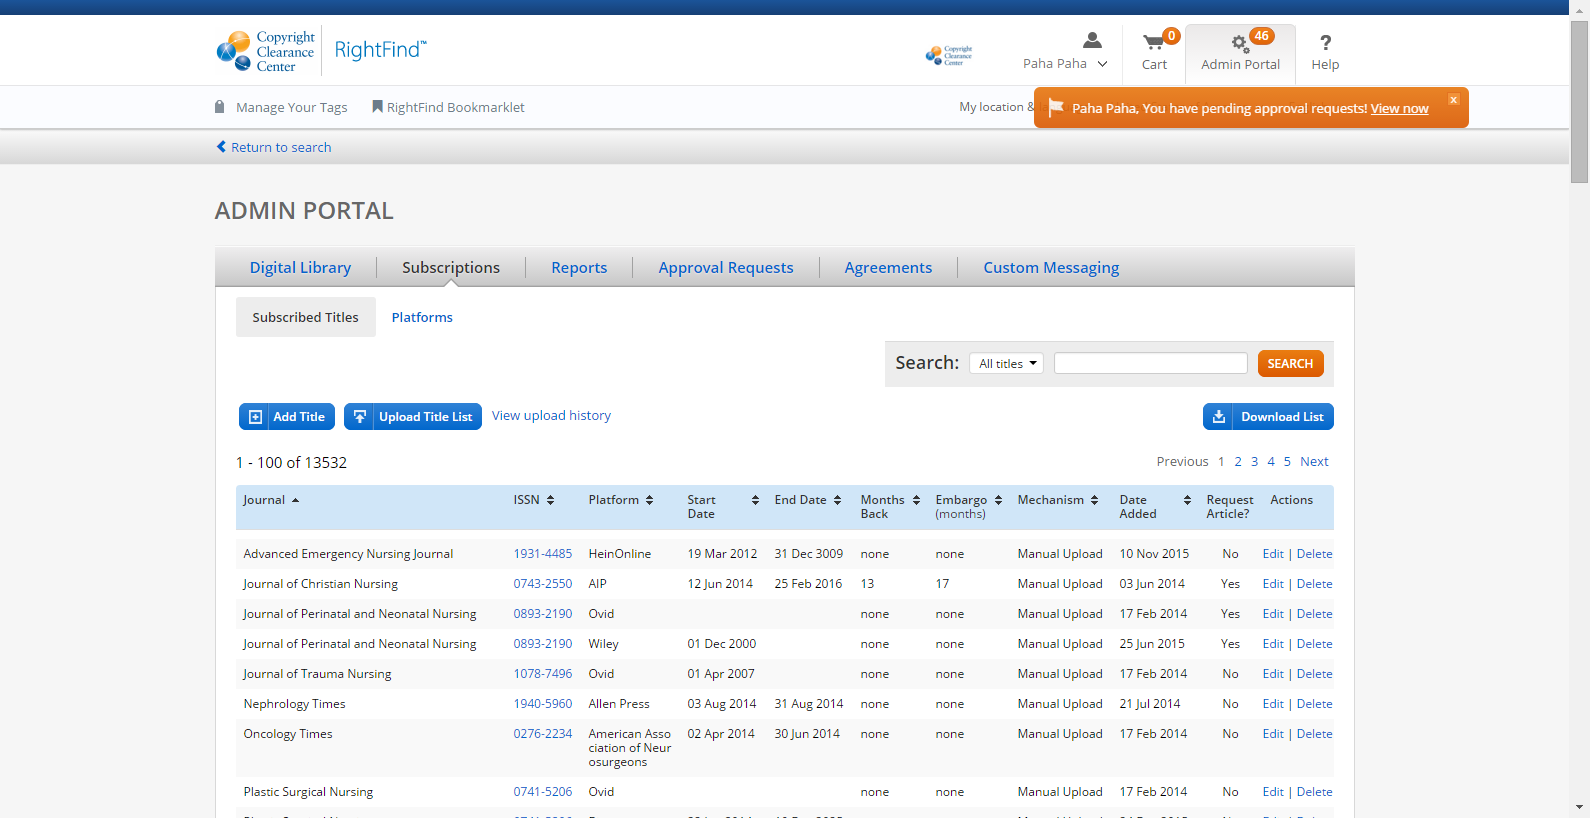 Copyright
Clearance
Center
RightFind™
Copyright
Clearance
Center
Paha Paha
0
Cart
46
Admin Portal
?
Help
Manage Your Tags
RightFind Bookmarklet
My location &
Paha Paha, You have pending approval requests! View now
x
Return to search
ADMIN PORTAL
Digital Library
Subscriptions
Reports
Approval Requests
Agreements
Custom Messaging
Subscribed Titles
Platforms
Search: All titles SEARCH
Add Title
Upload Title List
View upload history
Download List
1 - 100 of 13532
Previous 1 2 3 4 5 Next
Journal ISSN Platform Start Date End Date Months Back Embargo (months) Mechanism Date Added Request Article? Actions
Advanced Emergency Nursing Journal 1931-4485 HeinOnline 19 Mar 2012 31 Dec 3009 none none Manual Upload 10 Nov 2015 No Edit | Delete
Journal of Christian Nursing 0743-2550 AIP 12 Jun 2014 25 Feb 2016 13 17 Manual Upload 03 Jun 2014 Yes Edit | Delete
Journal of Perinatal and Neonatal Nursing 0893-2190 Ovid none none Manual Upload 17 Feb 2014 Yes Edit | Delete
Journal of Perinatal and Neonatal Nursing 0893-2190 Wiley 01 Dec 2000 none none Manual Upload 25 Jun 2015 Yes Edit | Delete
Journal of Trauma Nursing 1078-7496 Ovid 01 Apr 2007 none none Manual Upload 17 Feb 2014 No Edit | Delete
Nephrology Times 1940-5960 Allen Press 03 Aug 2014 31 Aug 2014 none none Manual Upload 21 Jul 2014 No Edit | Delete
Oncology Times 0276-2234 American Asso 02 Apr 2014 30 Jun 2014 none none Manual Upload 17 Feb 2014 No Edit | Delete
ciation of Neur
osurgeons
Plastic Surgical Nursing 0741-5206 Ovid none none Manual Upload 17 Feb 2014 No Edit | Delete